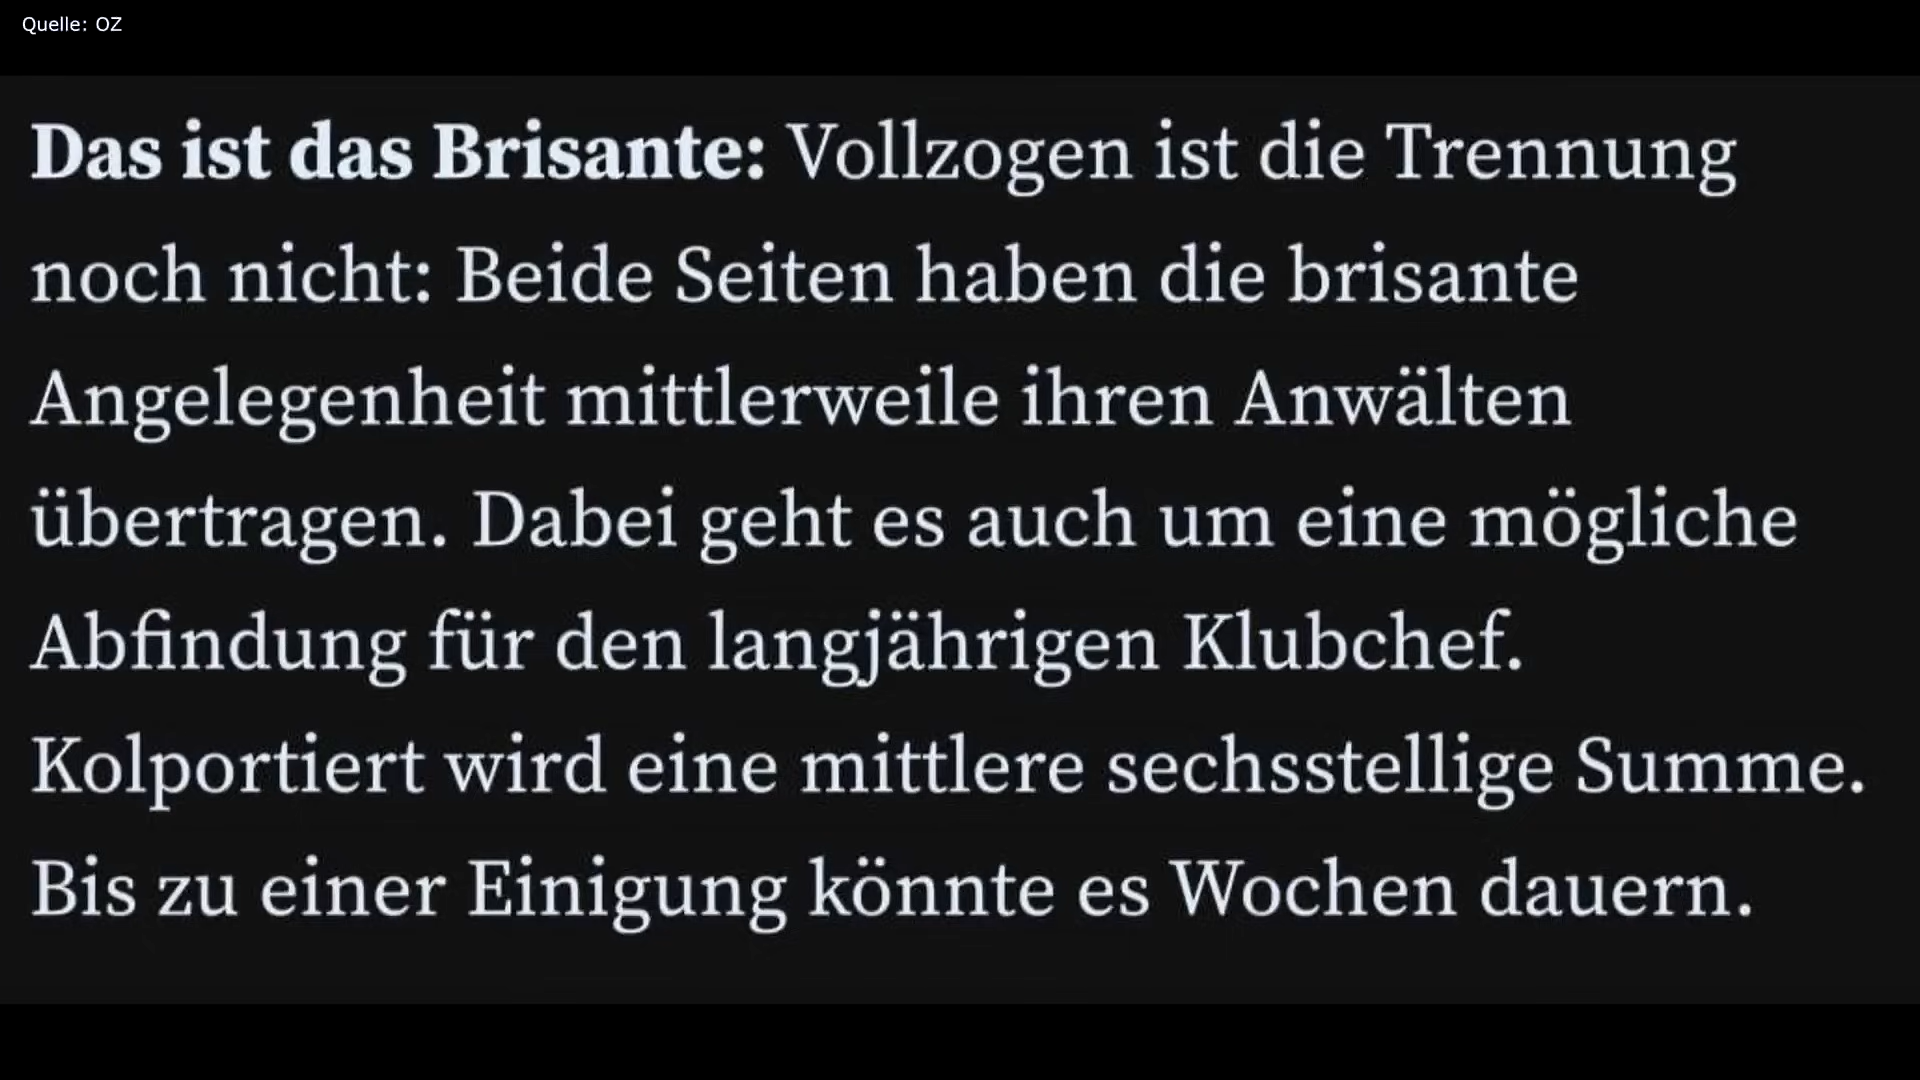 Quelle: OZ
Das ist das Brisante: Vollzogen ist die Trennung
noch nicht: Beide Seiten haben die brisante
Angelegenheit mittlerweile ihren Anwälten
übertragen. Dabei geht es auch um eine mögliche
Abfindung für den langjährigen Klubchef.
Kolportiert wird eine mittlere sechsstellige Summe.
Bis zu einer Einigung könnte es Wochen dauern.